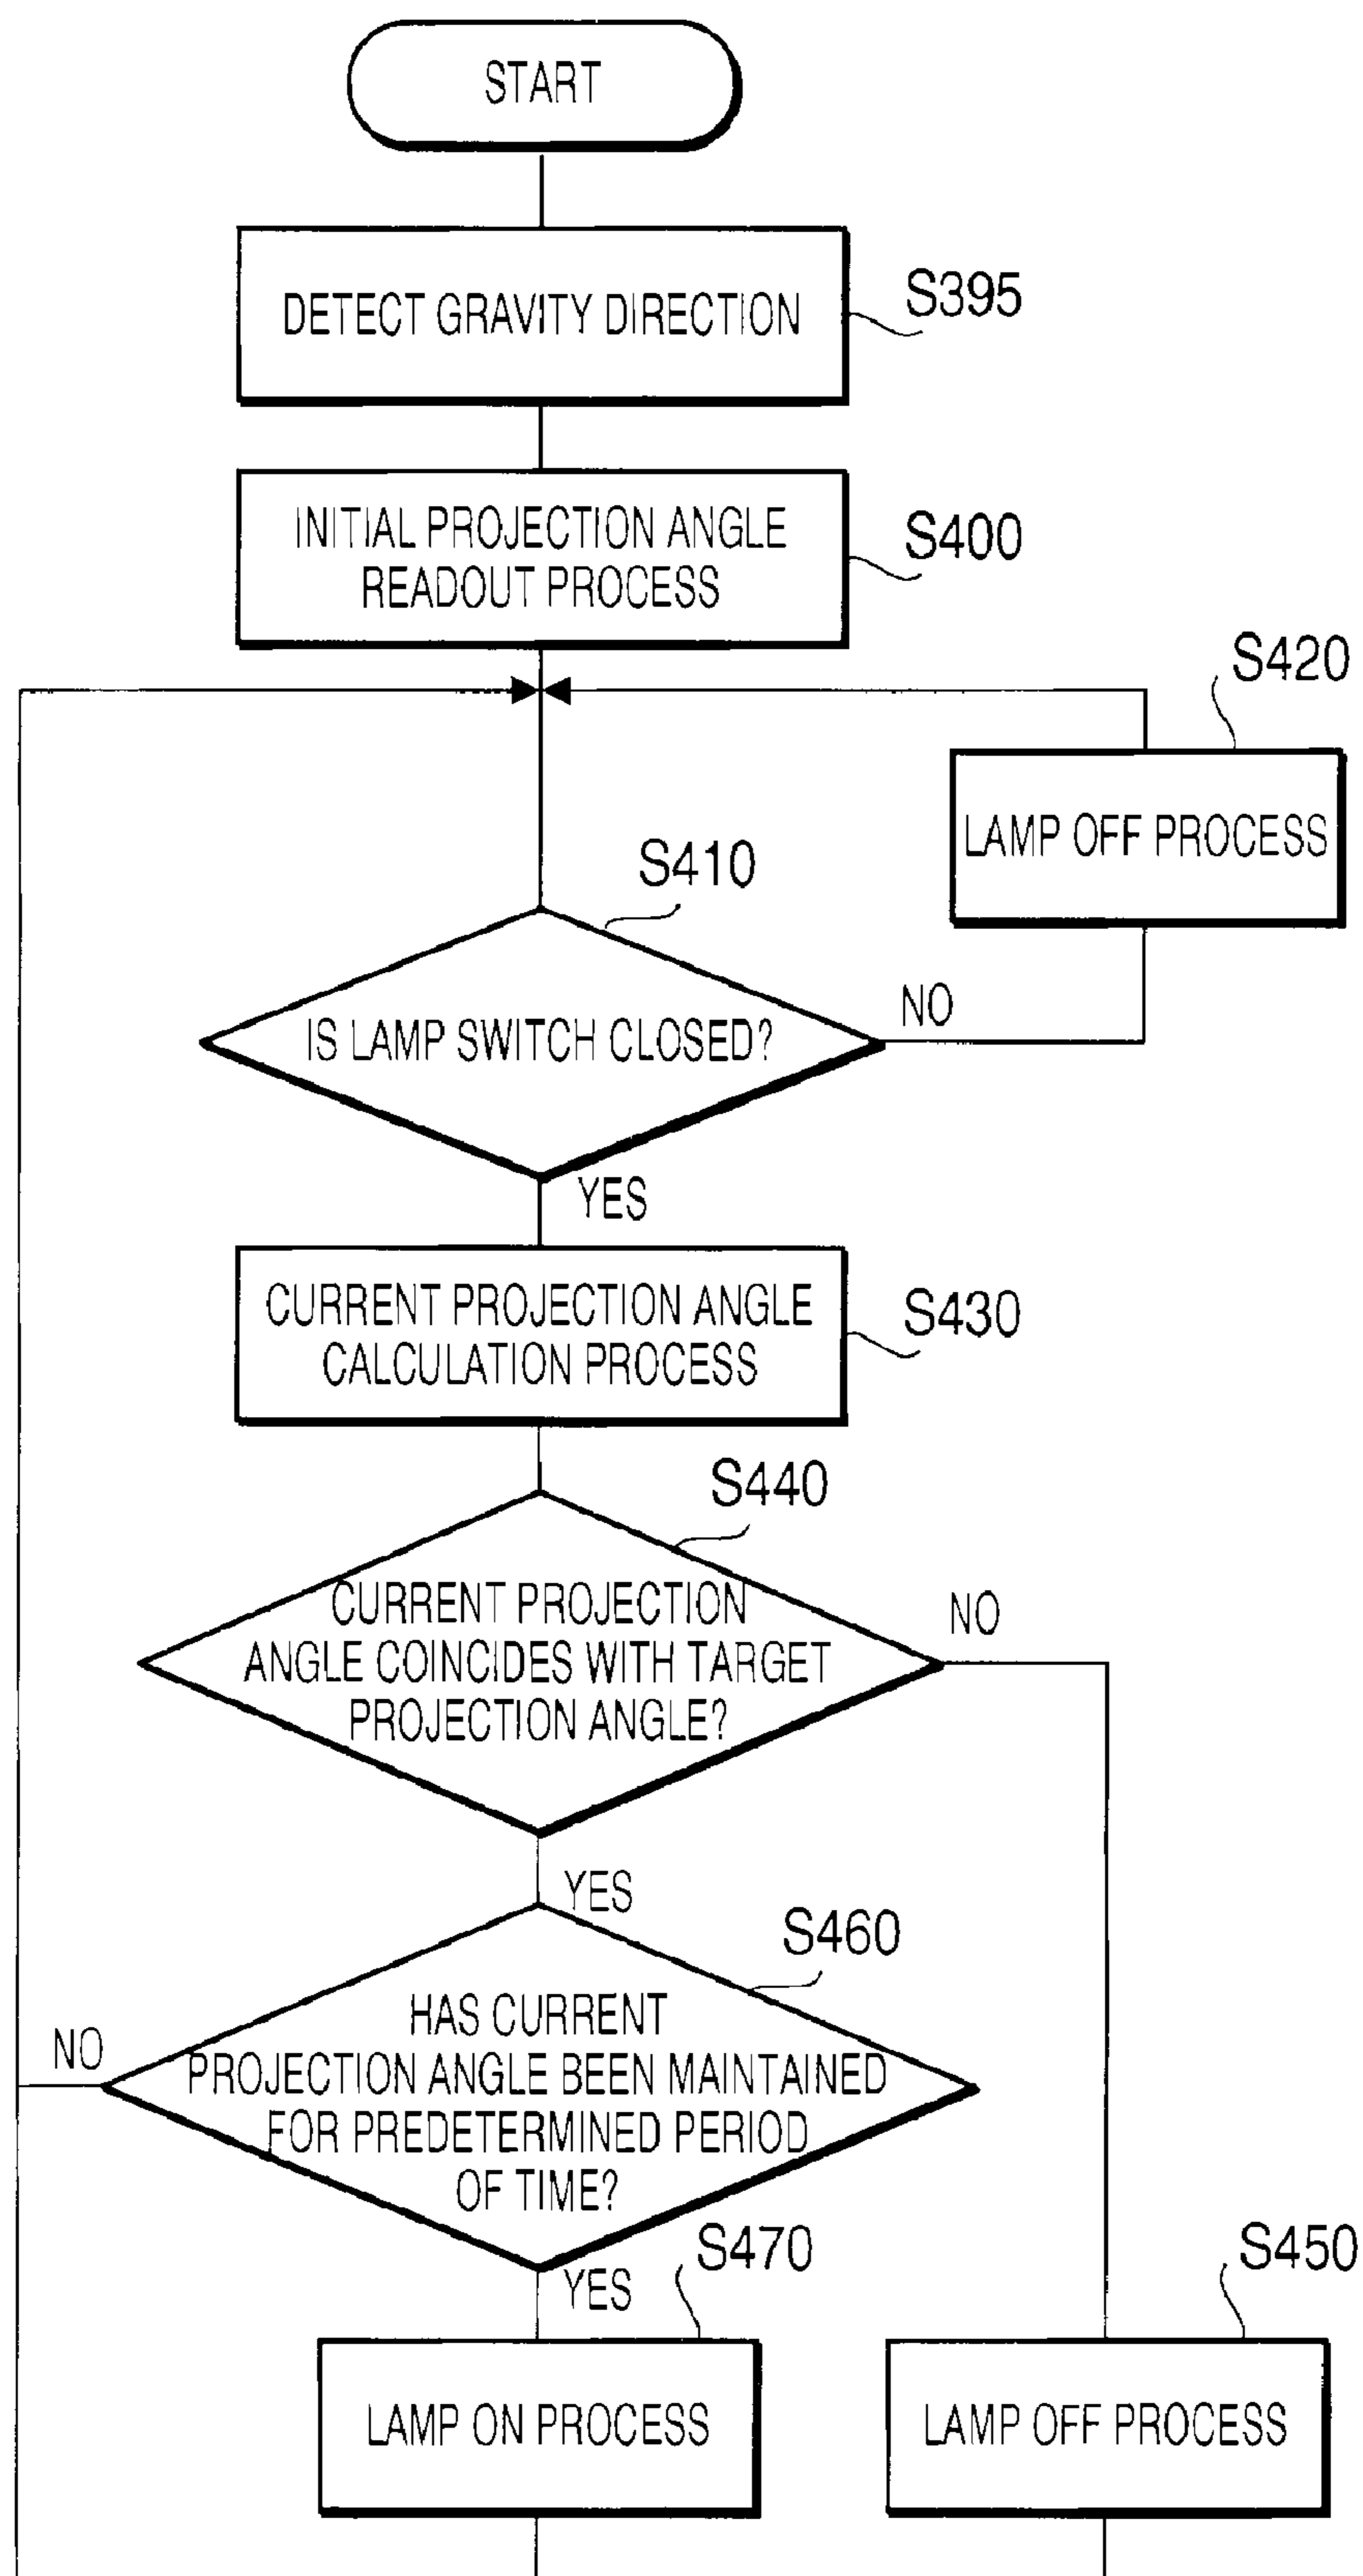 START
DETECT GRAVITY DIRECTION
S395
INITIAL PROJECTION ANGLE
READOUT PROCESS
S400
S420
LAMP OFF PROCESS
S410
IS LAMP SWITCH CLOSED?
NO
YES
CURRENT PROJECTION ANGLE
CALCULATION PROCESS
S430
S440
CURRENT PROJECTION
ANGLE COINCIDES WITH TARGET
PROJECTION ANGLE?
NO
YES
S460
HAS CURRENT
PROJECTION ANGLE BEEN MAINTAINED
FOR PREDETERMINED PERIOD
OF TIME?
NO
YES
S470
LAMP ON PROCESS
S450
LAMP OFF PROCESS